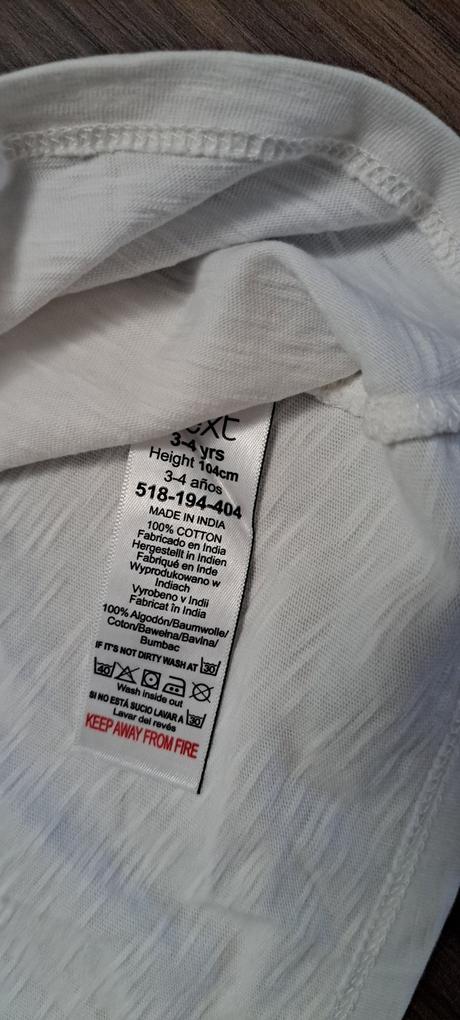 next
3-4 yrs
Height 104cm
3-4 años
518-194-404
MADE IN INDIA
100% COTTON
Fabricado en India
Hergestellt in Indien
Fabriqué en Inde
Wyprodukowano w
Indiach
Vyrobeno v Indii
Fabricat în India
100% Algodón/Baumwolle/
Coton/Bawełna/Bavlna/
Bumbac
IF IT'S NOT DIRTY WASH AT 30
40
Wash inside out
SI NO ESTÁ SUCIO LAVAR A 30
Lavar del revés
KEEP AWAY FROM FIRE